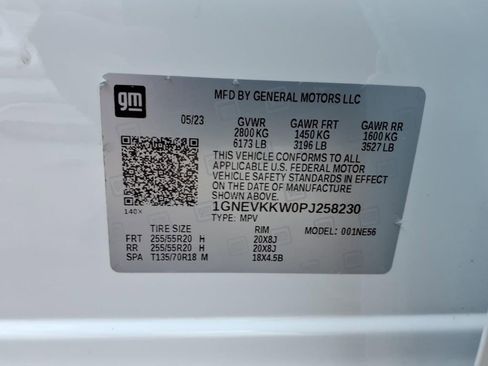 gm
MFD BY GENERAL MOTORS LLC
05/23 GVWR GAWR FRT GAWR RR
2800 KG 1450 KG 1600 KG
6173 LB 3196 LB 3527 LB
THIS VEHICLE CONFORMS TO ALL
APPLICABLE U.S. FEDERAL MOTOR
VEHICLE SAFETY STANDARDS IN EFFECT
ON THE DATE OF MANUFACTURE
SHOWN ABOVE.
1GNEVKKW0PJ258230
140X TYPE: MPV MODEL: 001NE56
TIRE SIZE RIM
FRT 255/55R20 H 20X8J
RR 255/55R20 H 20X8J
SPA T135/70R18 M 18X4.5B